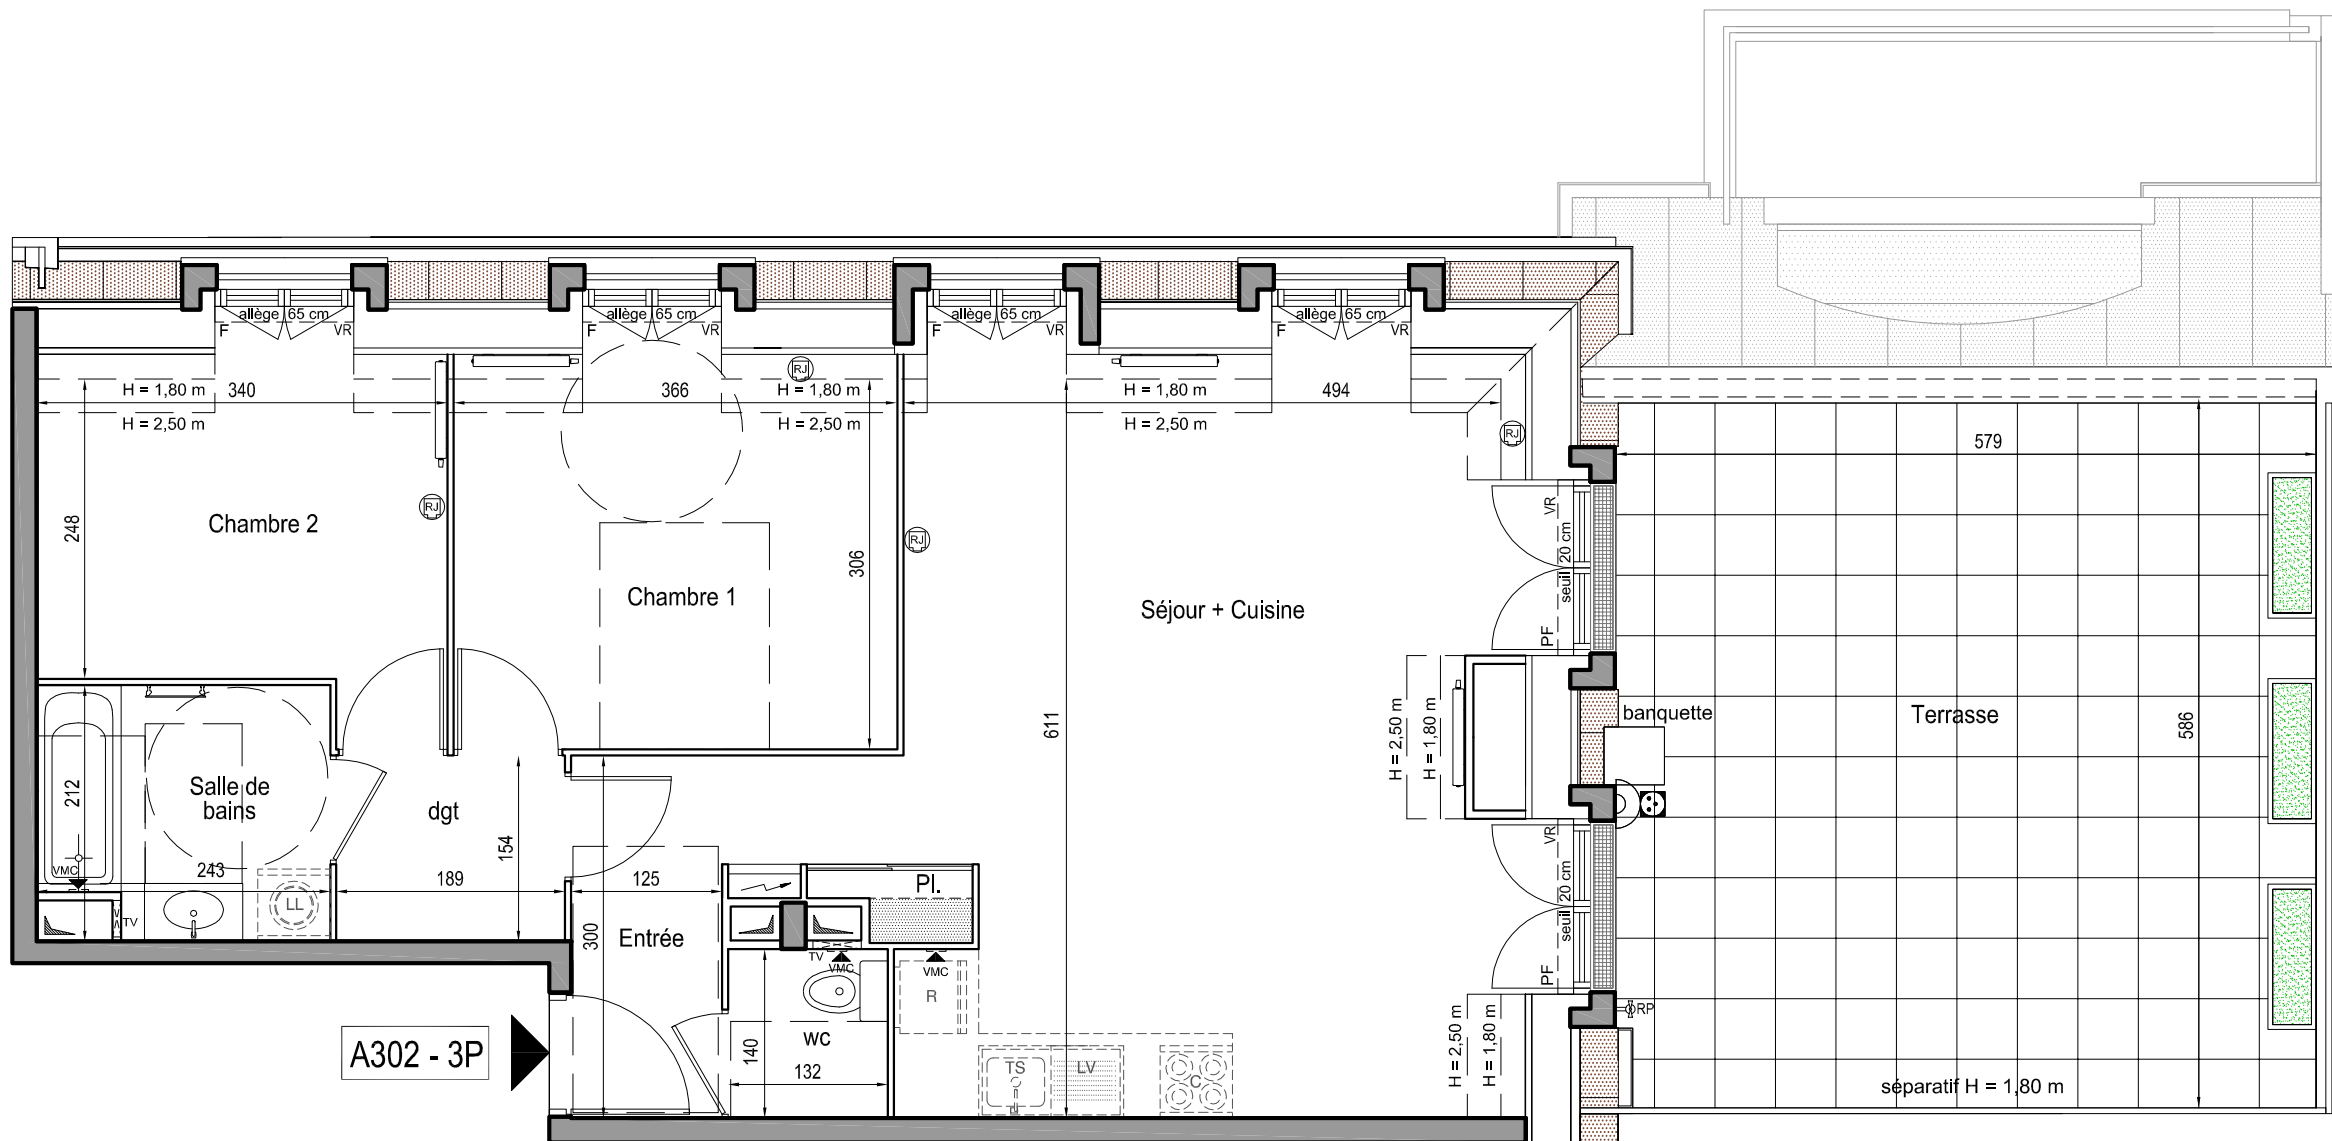 allège 65 cm
F
VR
allège 65 cm
F
VR
allège 65 cm
F
VR
allège 65 cm
F
VR
H = 1,80 m
340
H = 2,50 m
366
RJ
H = 1,80 m
H = 2,50 m
H = 1,80 m
494
H = 2,50 m
RJ
579
248
Chambre 2
RJ
Chambre 1
306
RJ
Séjour + Cuisine
611
VR
seuil 20 cm
PF
H = 2,50 m
H = 1,80 m
banquette
Terrasse
586
212
Salle de
bains
dgt
154
VMC
243
LL
TV
189
125
300
Entrée
Pl.
TV
VMC
VMC
R
VR
seuil 20 cm
PF
RP
A302 - 3P
wc
140
132
TS
LV
C
H = 2,50 m
H = 1,80 m
séparatif H = 1,80 m